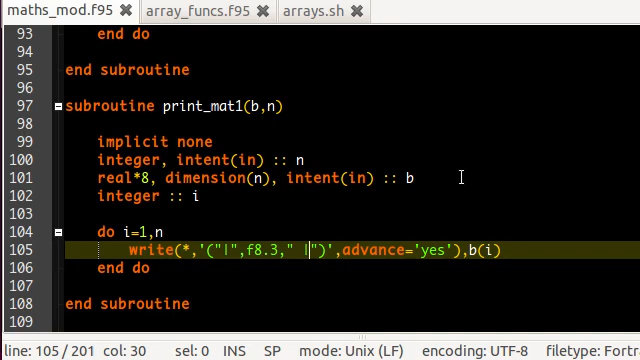 maths_mod.f95 array_funcs.f95 arrays.sh
93 end do
94
95 end subroutine
96
97 subroutine print_mat1(b,n)
98
99 implicit none
100 integer, intent(in) :: n
101 real*8, dimension(n), intent(in) :: b
102 integer :: i
103
104 do i=1,n
105 write(*,'("|",f8.3," |")',advance='yes'),b(i)
106 end do
107
108 end subroutine
109
line: 105 / 201 col: 30 sel: 0 INS SP mode: Unix (LF) encoding: UTF-8 filetype: Fortr